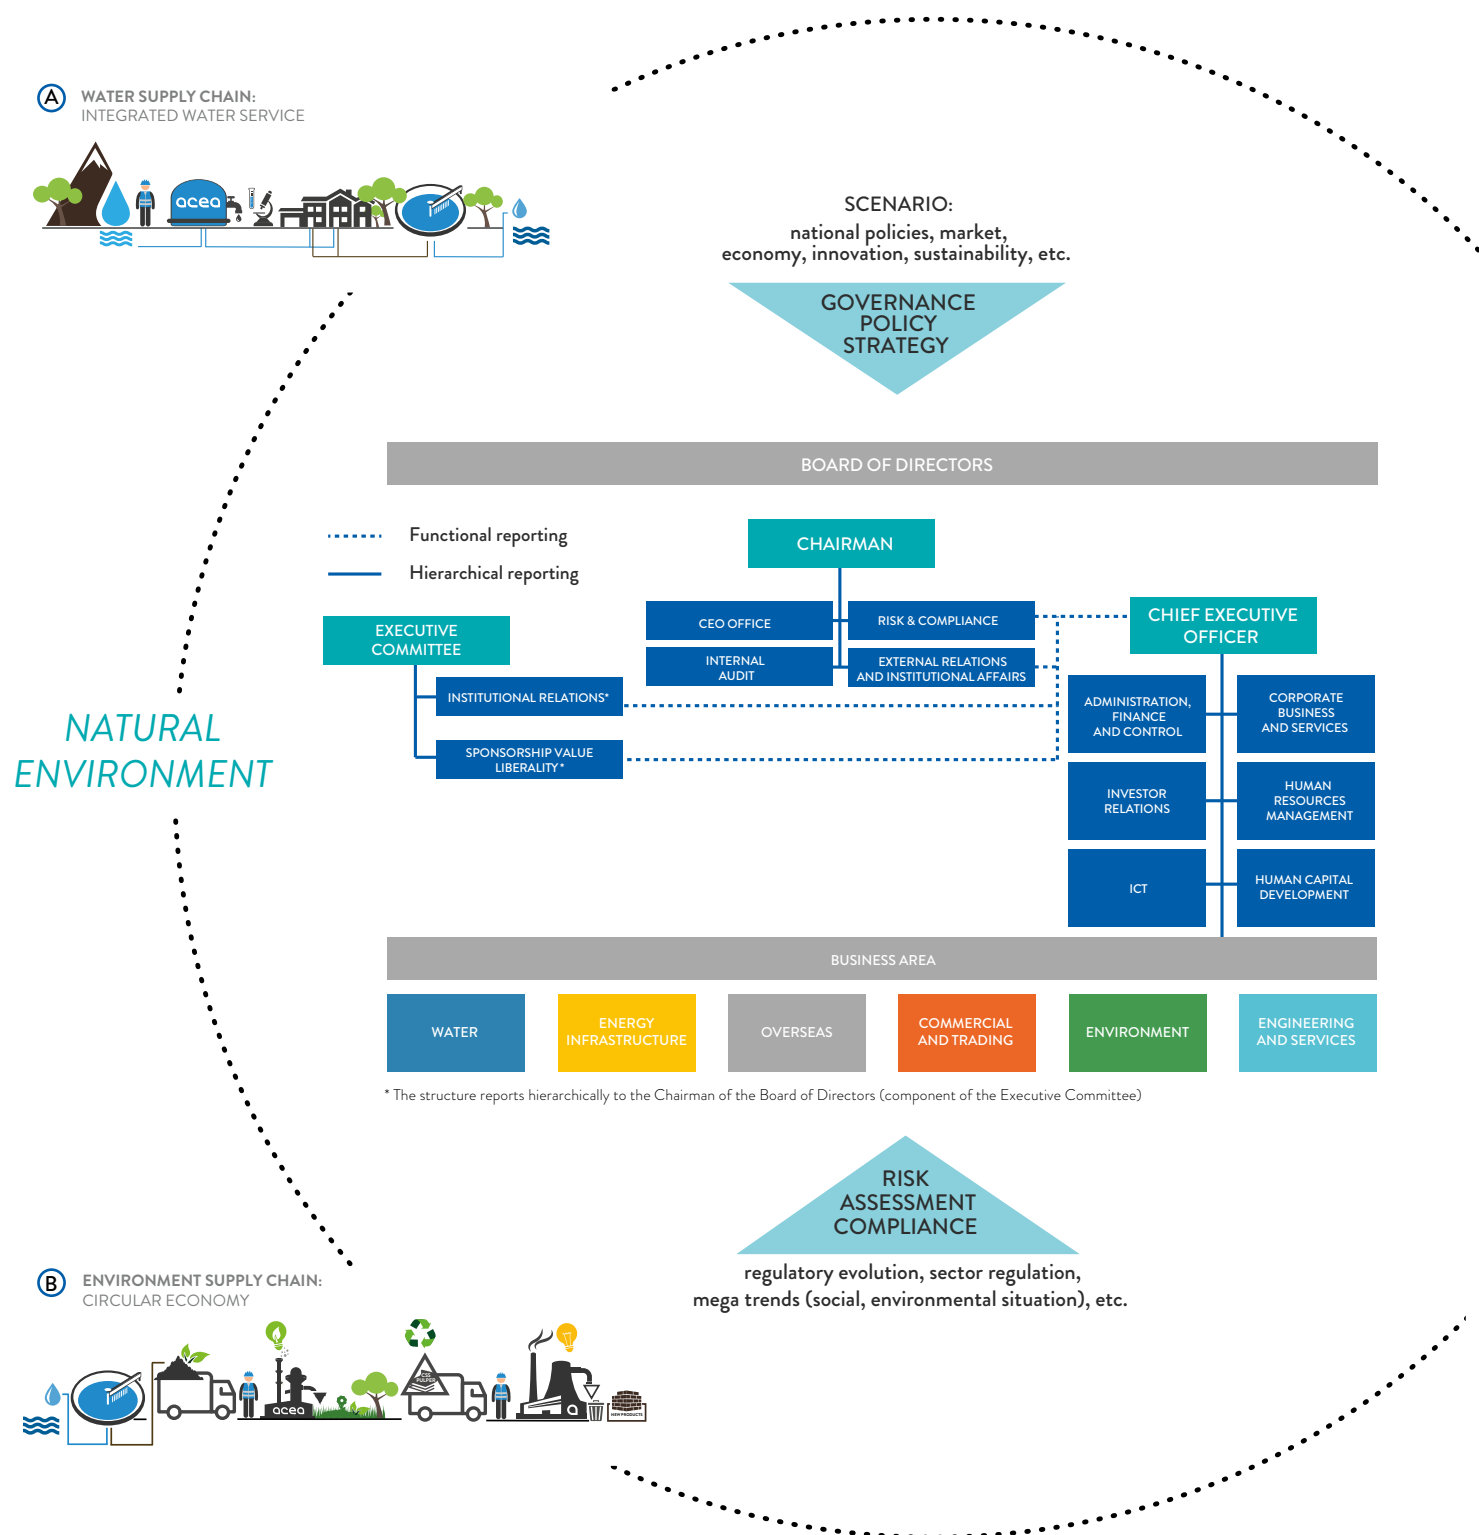 A
WATER SUPPLY CHAIN:
INTEGRATED WATER SERVICE
acea
SCENARIO:
national policies, market,
economy, innovation, sustainability, etc.
GOVERNANCE
POLICY
STRATEGY
BOARD OF DIRECTORS
Functional reporting
Hierarchical reporting
CHAIRMAN
CEO OFFICE
RISK & COMPLIANCE
INTERNAL
AUDIT
EXTERNAL RELATIONS
AND INSTITUTIONAL AFFAIRS
CHIEF EXECUTIVE
OFFICER
EXECUTIVE
COMMITTEE
INSTITUTIONAL RELATIONS*
SPONSORSHIP VALUE
LIBERALITY*
ADMINISTRATION,
FINANCE
AND CONTROL
CORPORATE
BUSINESS
AND SERVICES
INVESTOR
RELATIONS
HUMAN
RESOURCES
MANAGEMENT
ICT
HUMAN CAPITAL
DEVELOPMENT
NATURAL
ENVIRONMENT
BUSINESS AREA
WATER
ENERGY
INFRASTRUCTURE
OVERSEAS
COMMERCIAL
AND TRADING
ENVIRONMENT
ENGINEERING
AND SERVICES
* The structure reports hierarchically to the Chairman of the Board of Directors (component of the Executive Committee)
RISK
ASSESSMENT
COMPLIANCE
regulatory evolution, sector regulation,
mega trends (social, environmental situation), etc.
B
ENVIRONMENT SUPPLY CHAIN:
CIRCULAR ECONOMY
acea
CSS
PULPER
a
NEW PRODUCTS